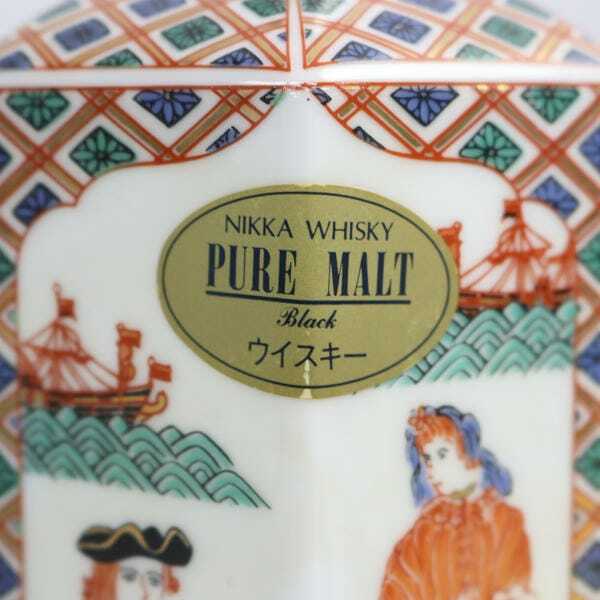 NIKKA WHISKY
PURE MALT
Black
ウイスキー